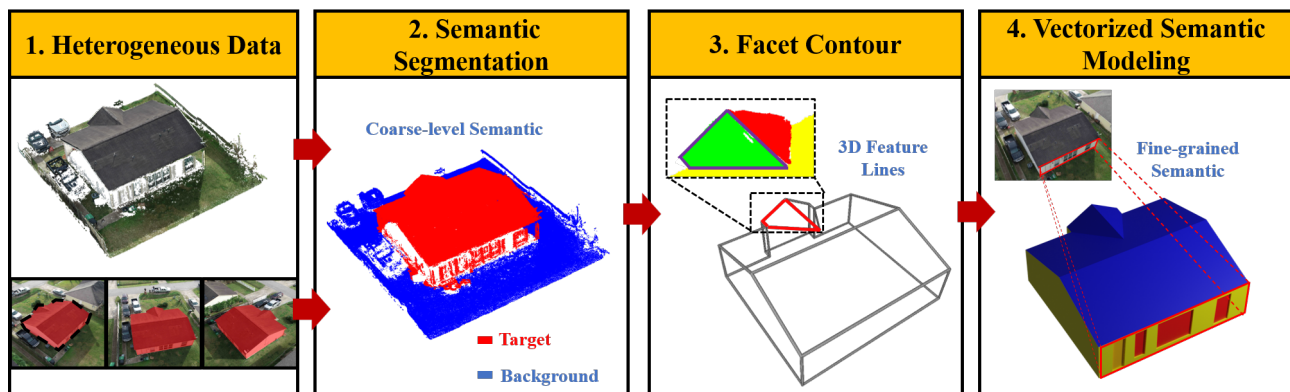 1. Heterogeneous Data
2. Semantic
Segmentation
Coarse-level Semantic
Target
Background
3. Facet Contour
3D Feature
Lines
4. Vectorized Semantic
Modeling
Fine-grained
Semantic